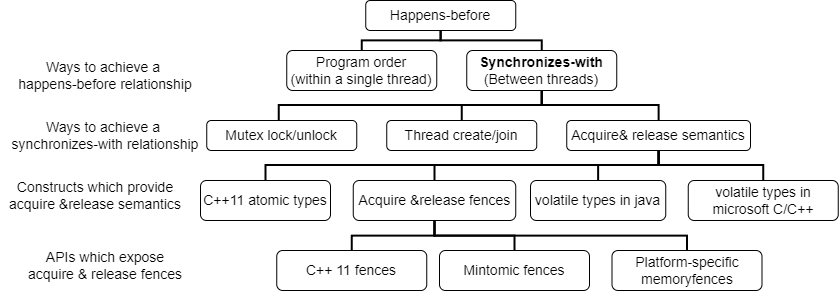 Happens-before
Ways to achieve a
happens-before relationship
Program order
(within a single thread)
Synchronizes-with
(Between threads)
Ways to achieve a
synchronizes-with relationship
Mutex lock/unlock
Thread create/join
Acquire& release semantics
Constructs which provide
acquire &release semantics
C++11 atomic types
Acquire &release fences
volatile types in java
volatile types in
microsoft C/C++
APIs which expose
acquire & release fences
C++ 11 fences
Mintomic fences
Platform-specific
memoryfences